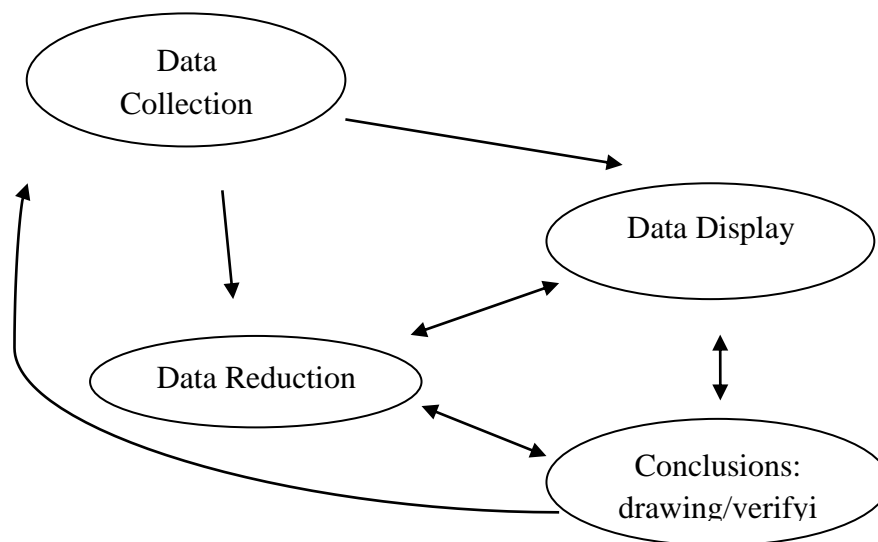 Data
Collection
Data Display
Data Reduction
Conclusions:
drawing/verifyi